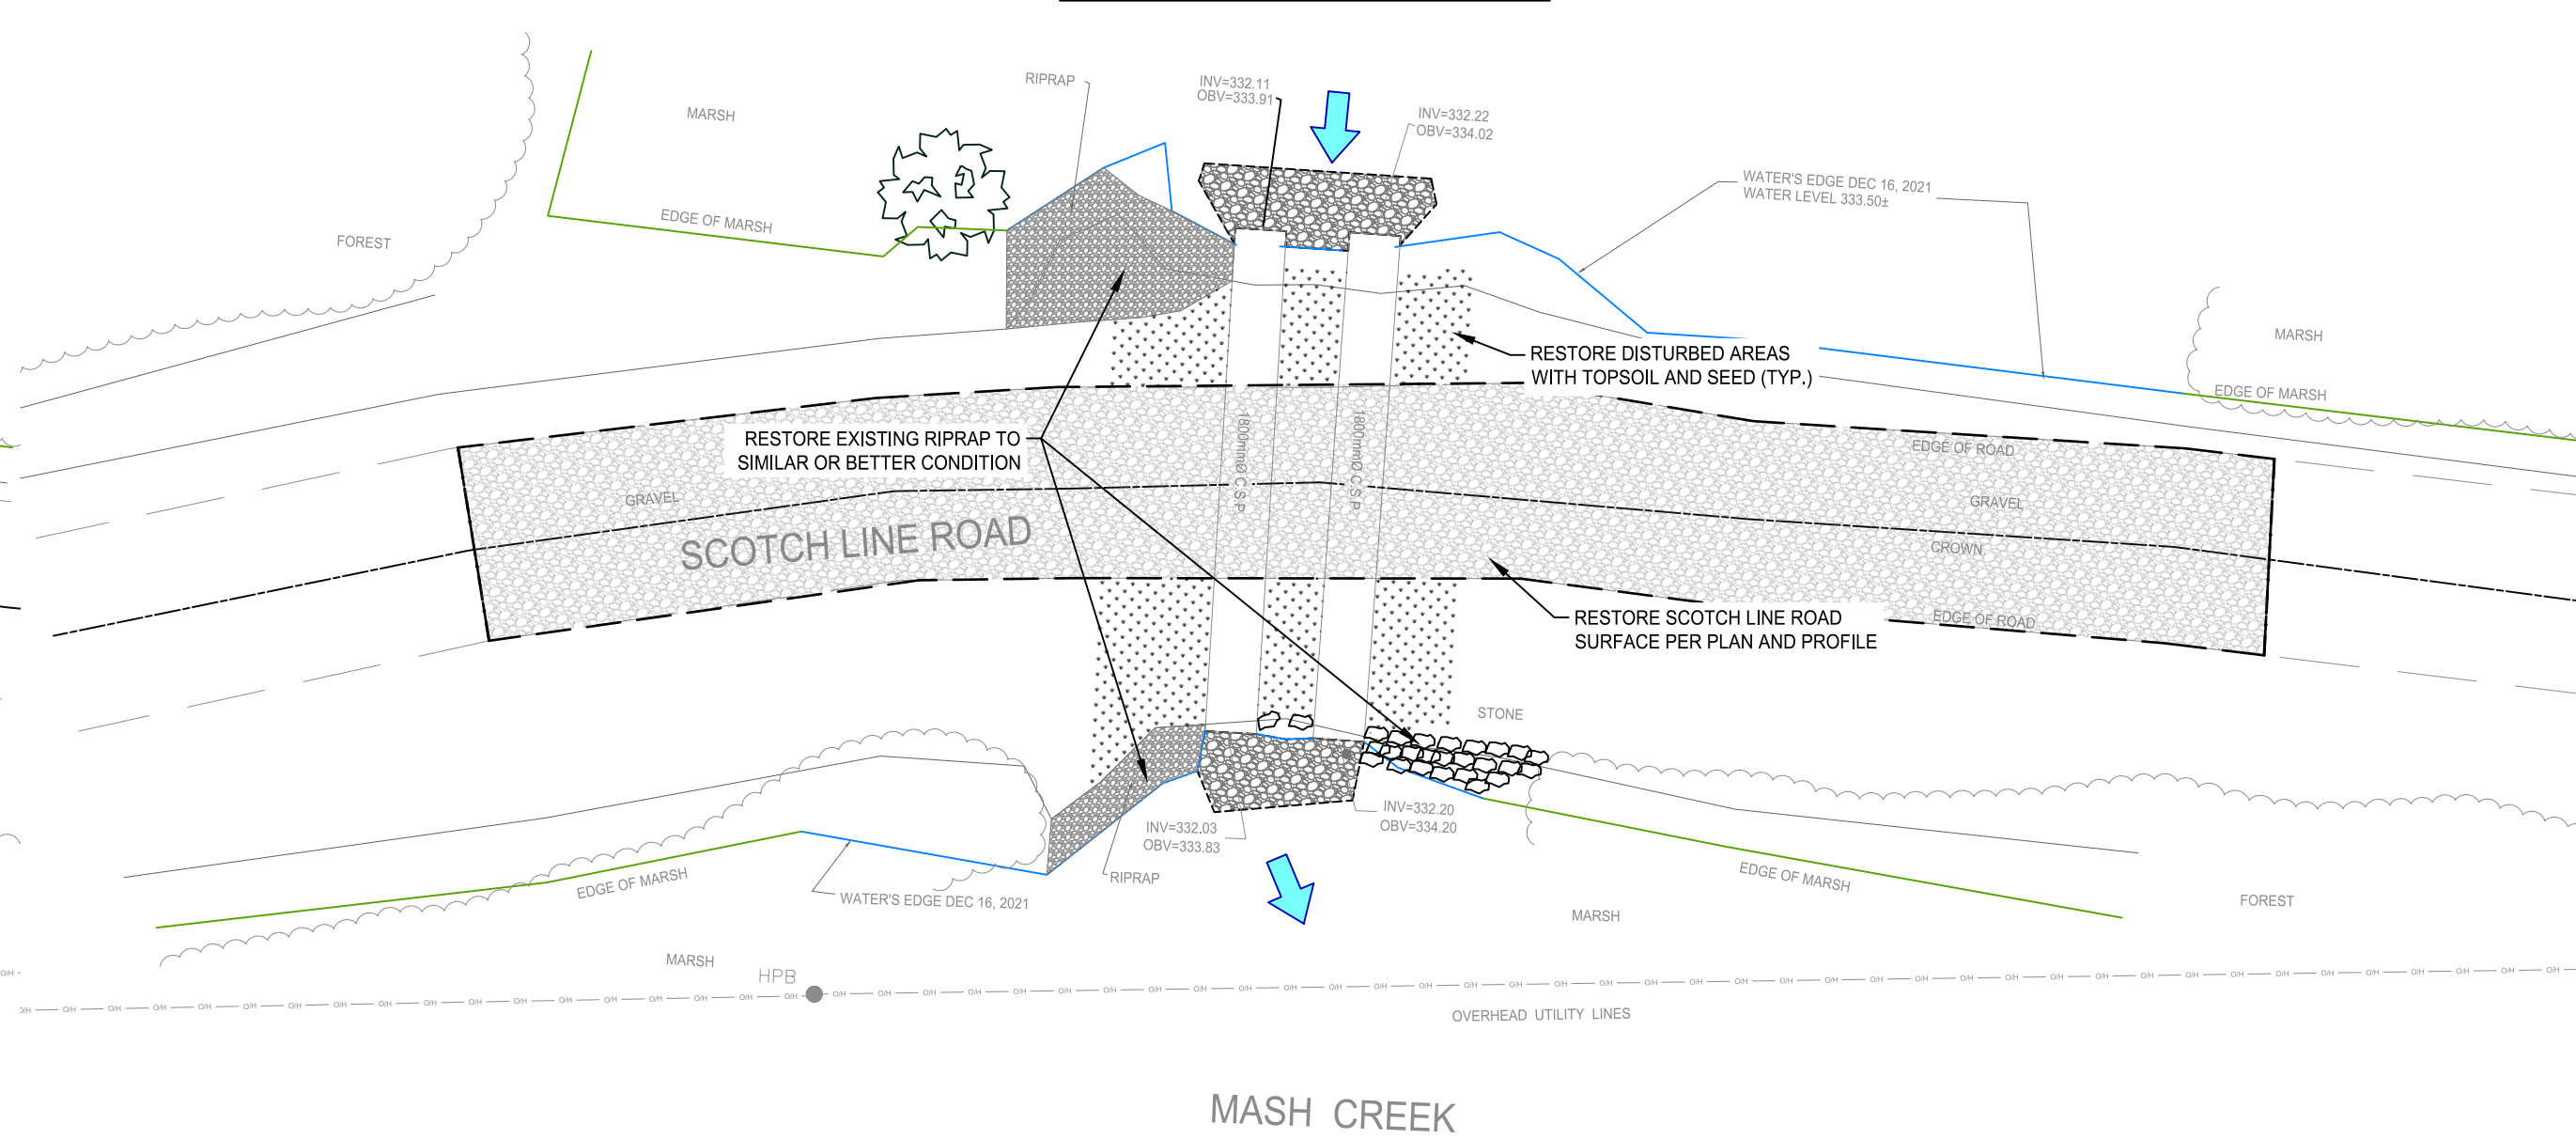 RIPRAP
INV=332.11
OBV=333.91
INV=332.22
OBV=334.02
MARSH
WATER'S EDGE DEC 16, 2021
WATER LEVEL 333.50±
EDGE OF MARSH
FOREST
MARSH
RESTORE DISTURBED AREAS
WITH TOPSOIL AND SEED (TYP.)
EDGE OF MARSH
1800mmØ C.S.P
1800mmØ C.S.P
RESTORE EXISTING RIPRAP TO
SIMILAR OR BETTER CONDITION
EDGE OF ROAD
GRAVEL
GRAVEL
SCOTCH LINE ROAD
CROWN
RESTORE SCOTCH LINE ROAD
SURFACE PER PLAN AND PROFILE
EDGE OF ROAD
STONE
INV=332.20
OBV=334.20
INV=332.03
OBV=333.83
EDGE OF MARSH
RIPRAP
EDGE OF MARSH
WATER'S EDGE DEC 16, 2021
FOREST
MARSH
MARSH
HPB
O/H O/H O/H O/H O/H O/H O/H O/H O/H O/H O/H O/H O/H O/H O/H O/H O/H O/H O/H O/H O/H O/H O/H O/H O/H O/H O/H O/H O/H O/H O/H O/H O/H O/H O/H O/H O/H O/H O/H O/H O/H O/H O/H O/H O/H O/H O/H O/H O/H O/H O/H O/H O/H O/H O/H O/H O/H O/H
OVERHEAD UTILITY LINES
MASH CREEK